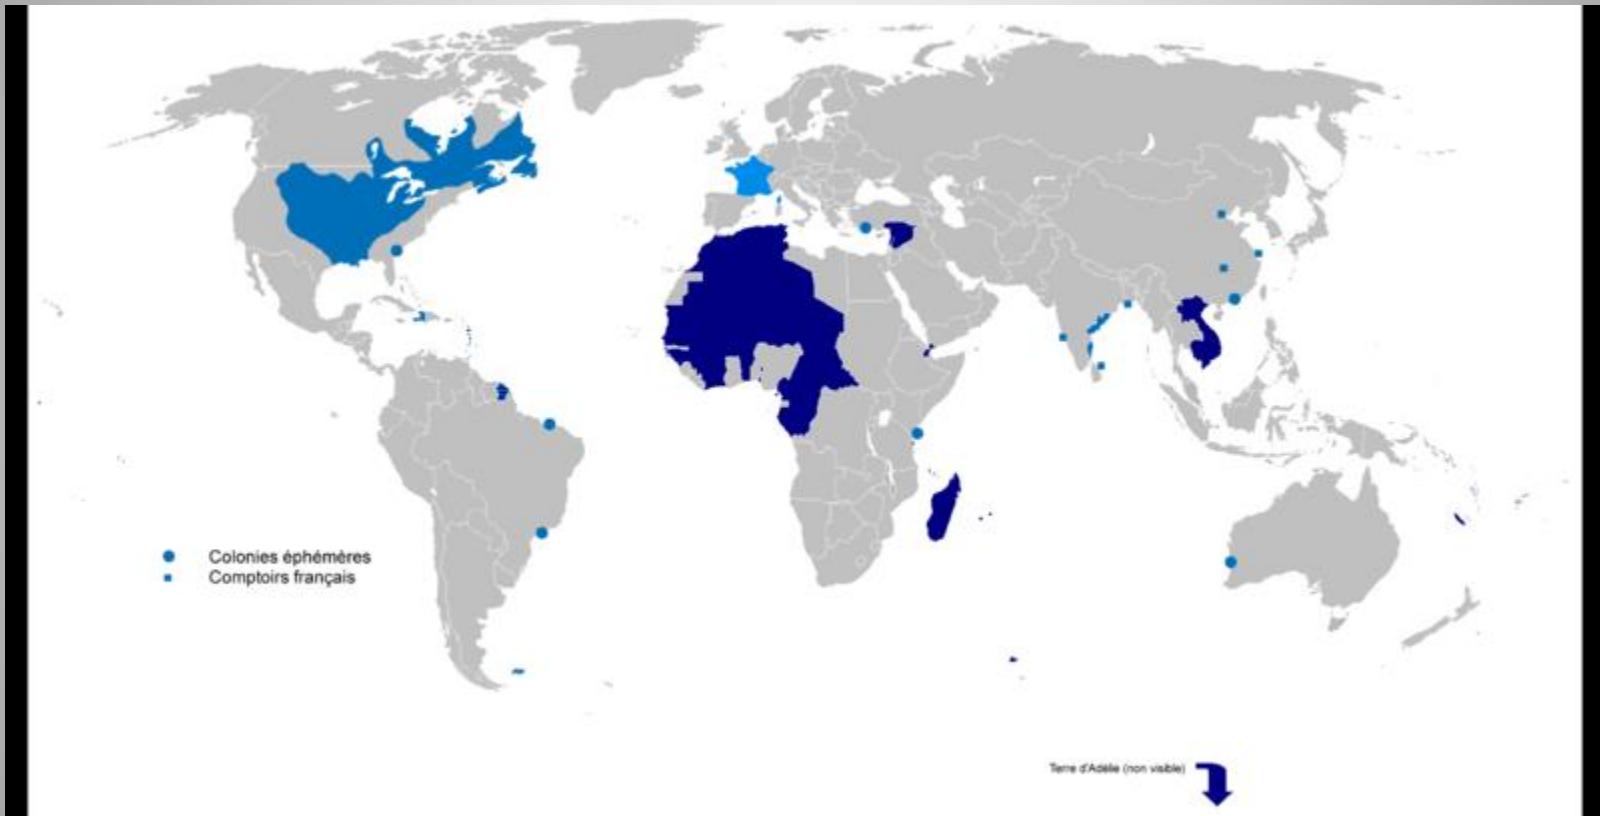 Colonies éphémères
Comptoirs français
Terre d'Adélie (non visible)